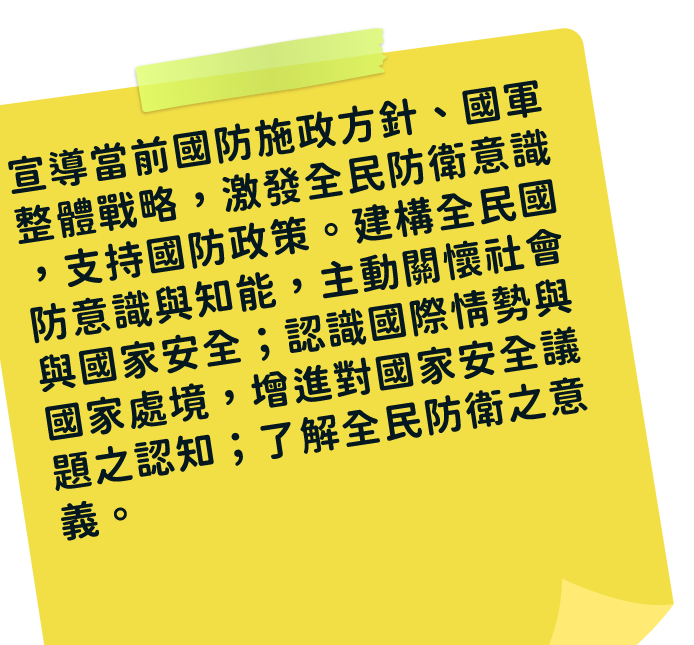 宣導當前國防施政方針、國軍
整體戰略，激發全民防衛意識
，支持國防政策。建構全民國
防意識與知能，主動關懷社會
與國家安全；認識國際情勢與
國家處境，增進對國家安全議
題之認知；了解全民防衛之意
義。